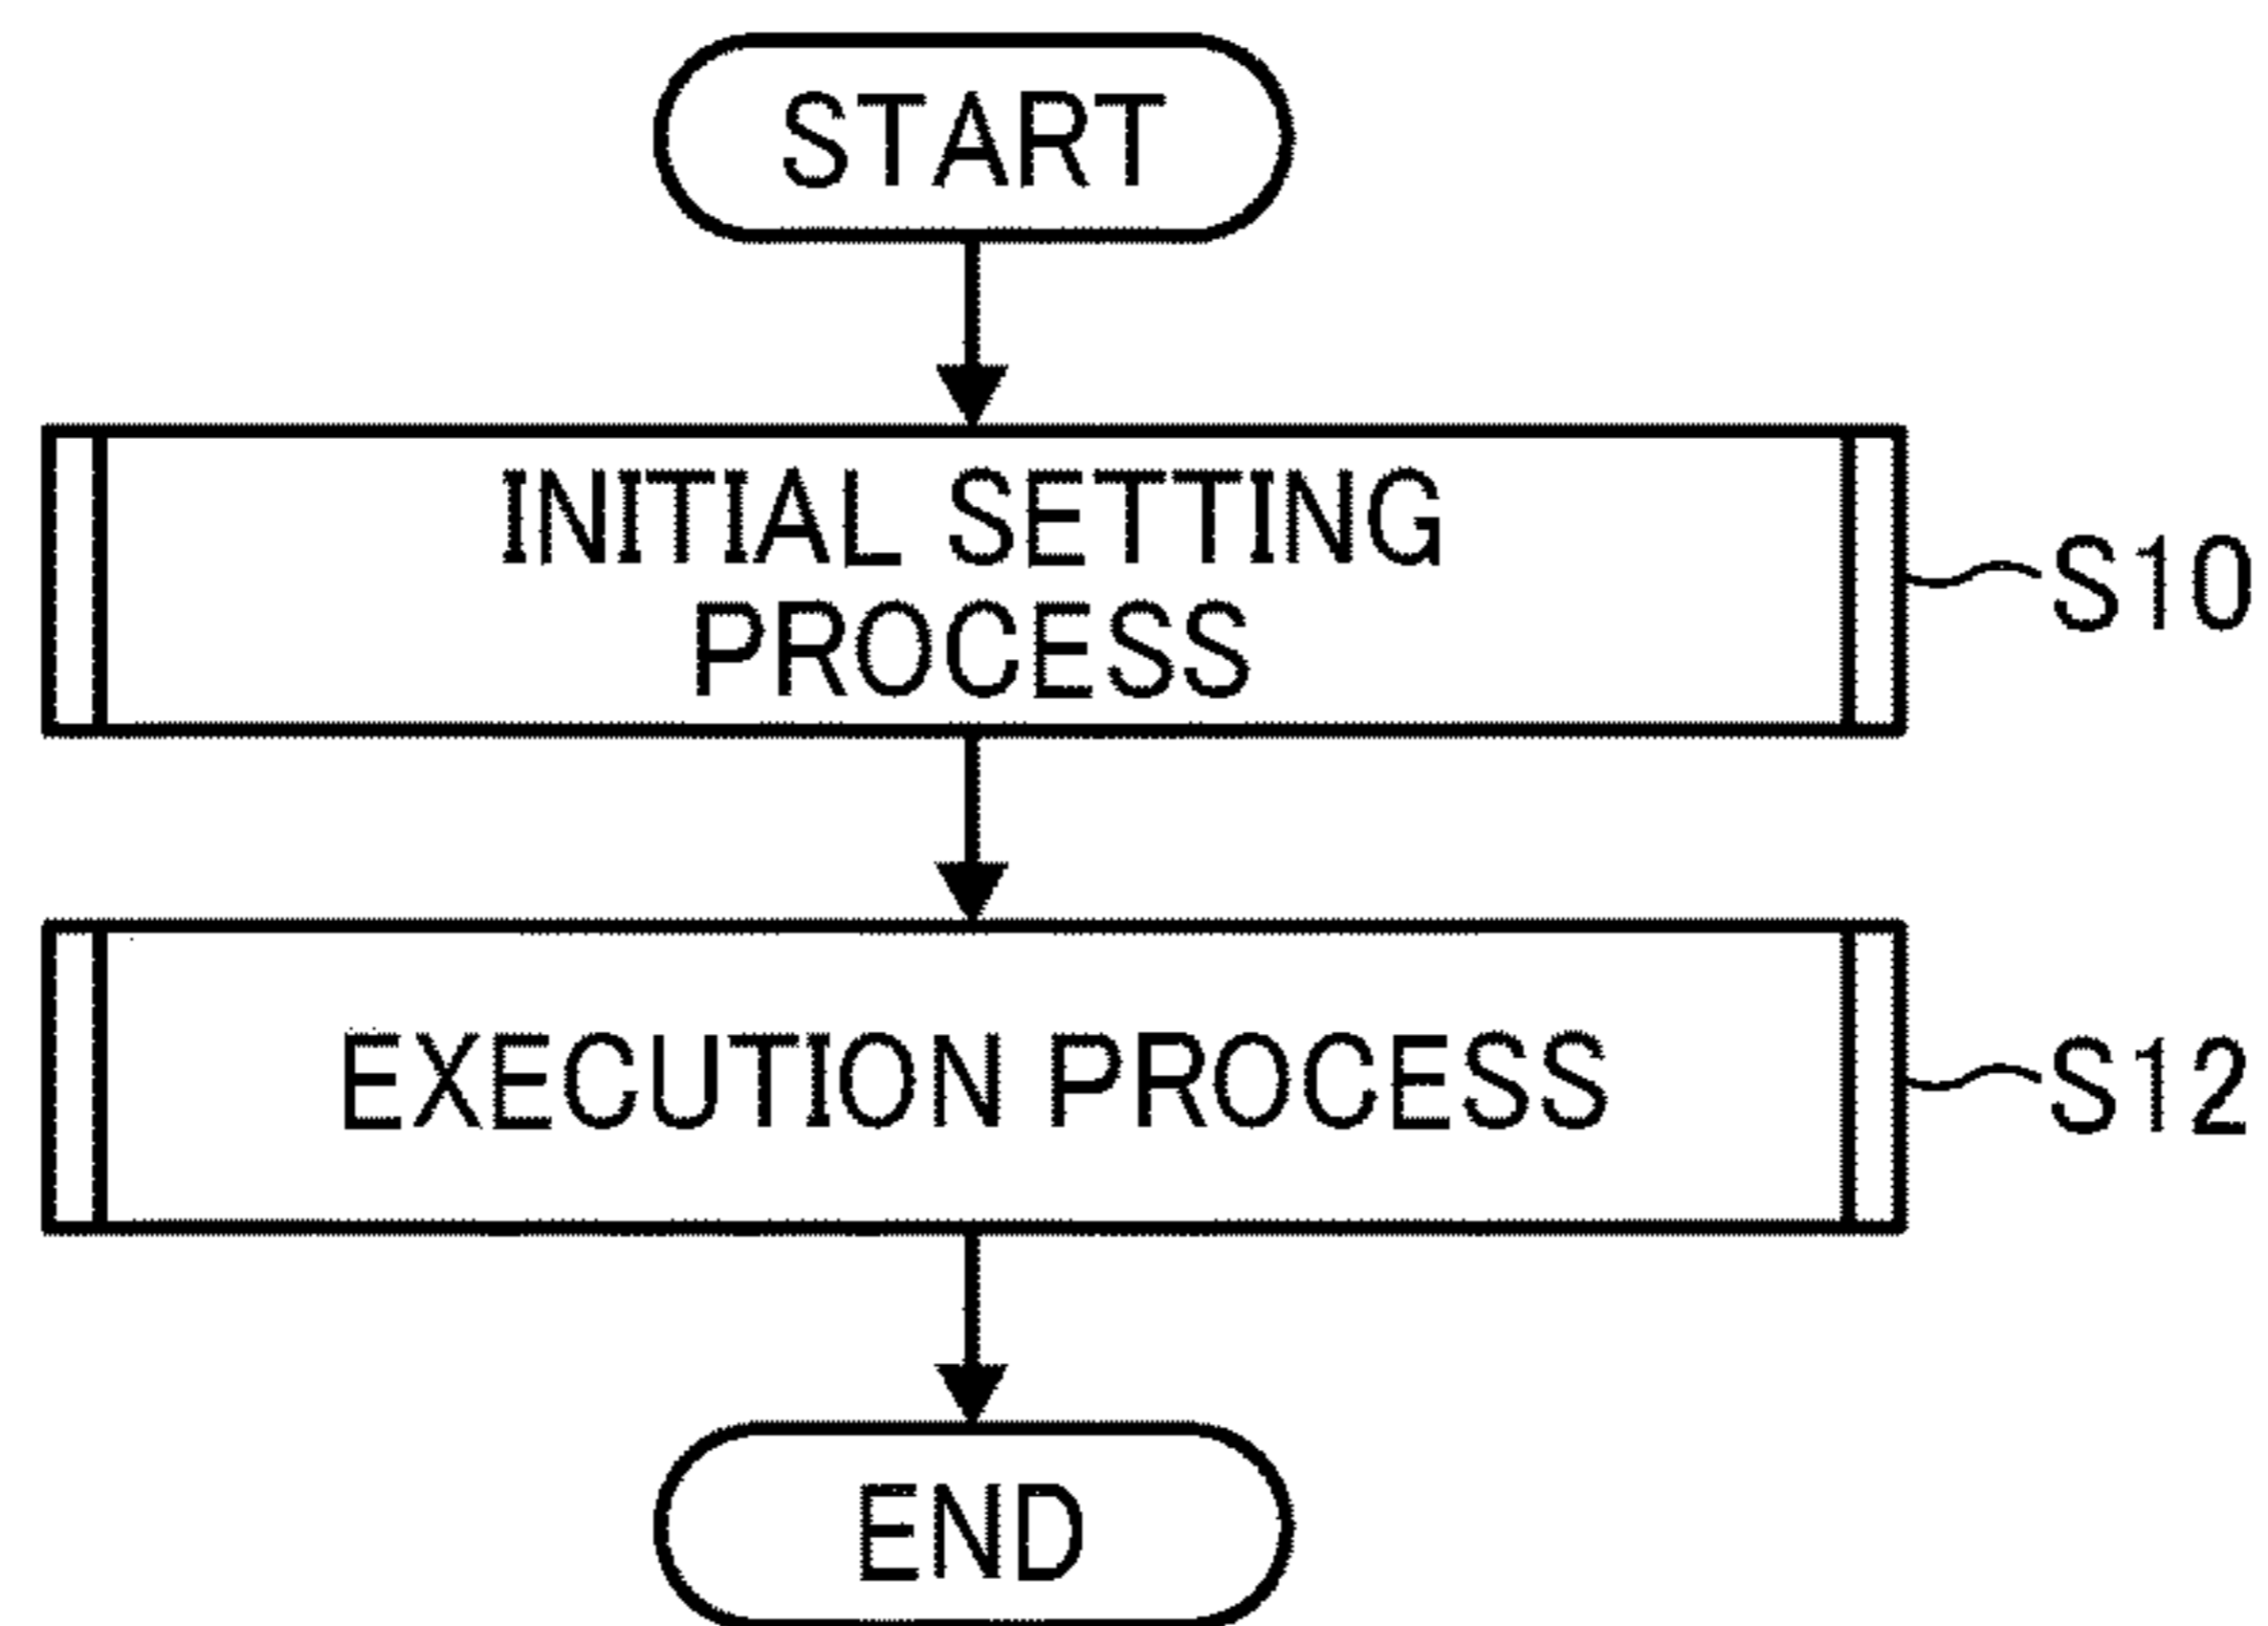 START
INITIAL SETTING
PROCESS
S10
EXECUTION PROCESS
S12
END